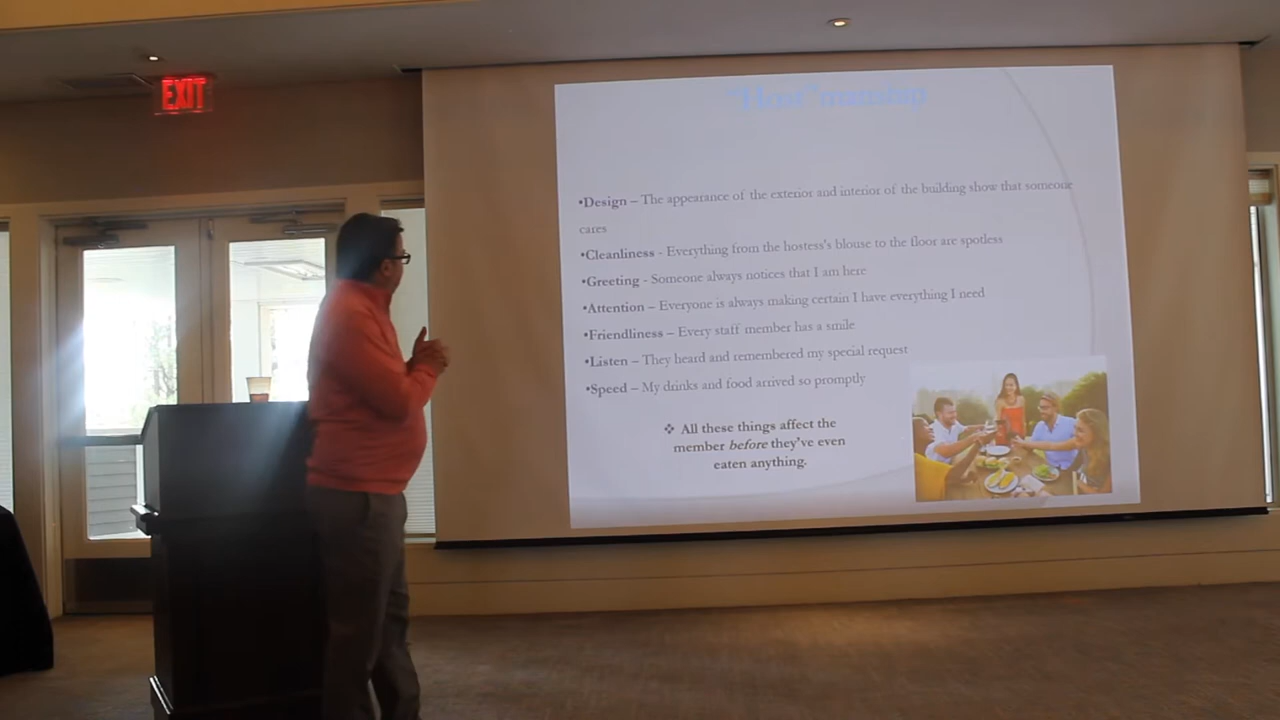 EXIT
"Host"manship
•Design – The appearance of the exterior and interior of the building show that someone
cares
•Cleanliness - Everything from the hostess's blouse to the floor are spotless
•Greeting - Someone always notices that I am here
•Attention – Everyone is always making certain I have everything I need
•Friendliness – Every staff member has a smile
•Listen – They heard and remembered my special request
•Speed – My drinks and food arrived so promptly
❖ All these things affect the
member before they've even
eaten anything.